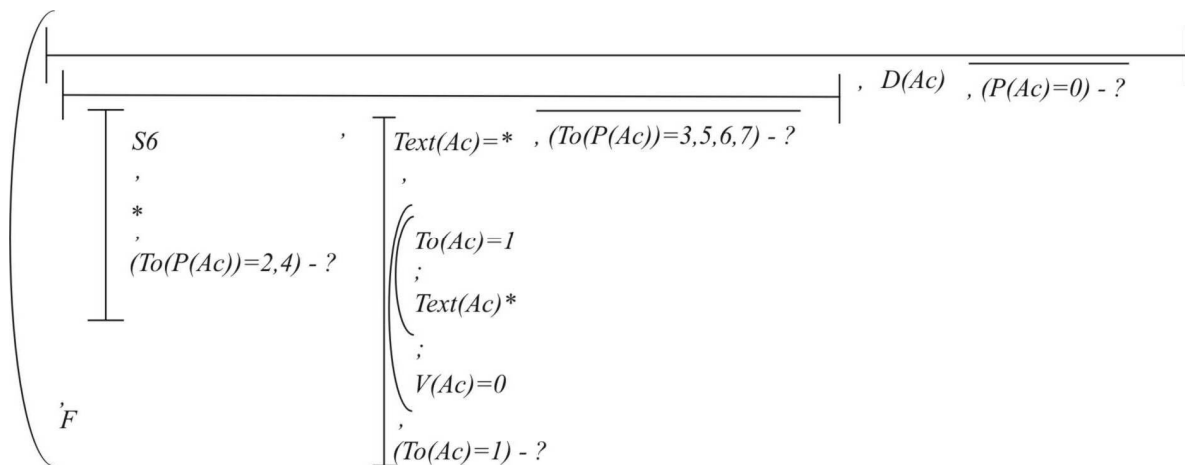 , D(Ac) , (P(Ac)=0) - ?
S6 , Text(Ac)=* , (To(P(Ac))=3,5,6,7) - ?
, ,
*
, To(Ac)=1
(To(P(Ac))=2,4) - ? ;
Text(Ac)*
;
V(Ac)=0
,F ,
(To(Ac)=1) - ?